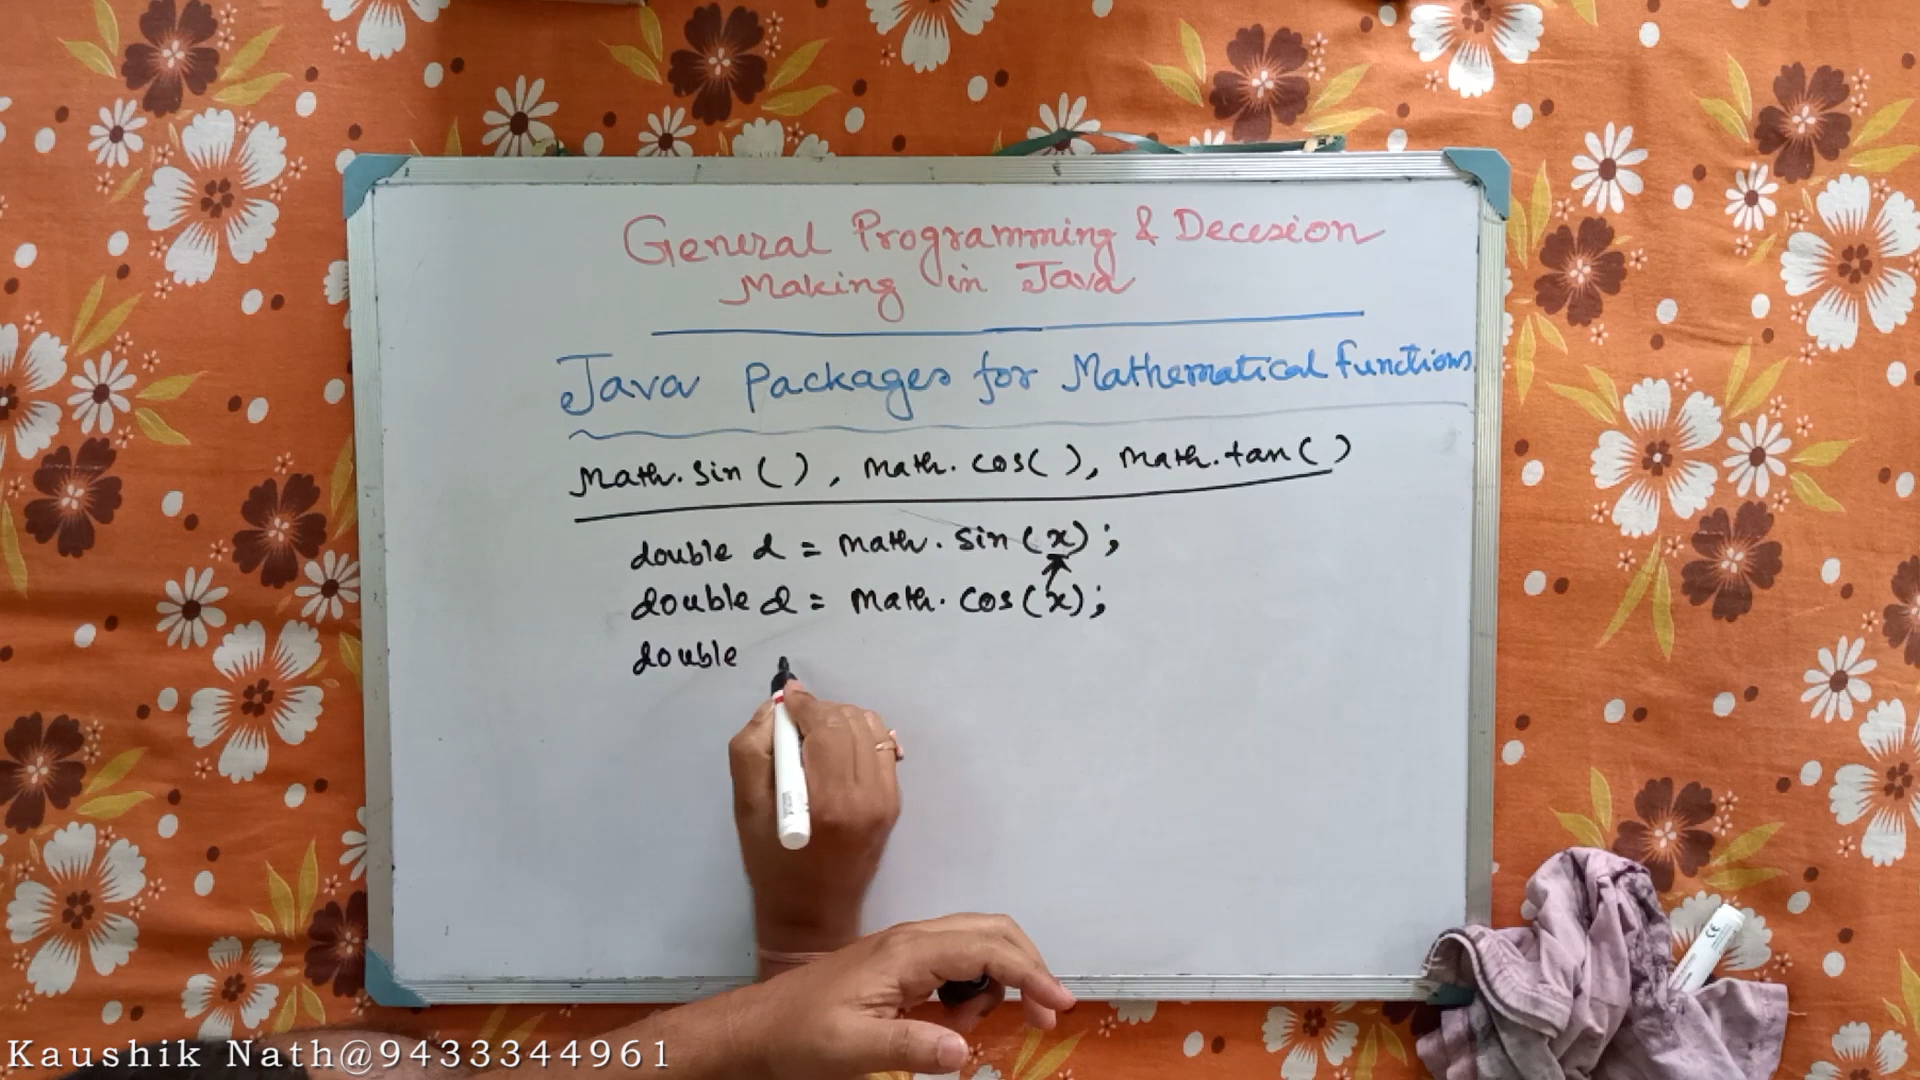 General Programming & Decesion
Making in Java
Java Packages for Mathematical Functions.
Math.sin ( ), Math.cos( ), Math.tan( )
double d = Math.sin (x);
double d = Math.cos(x);
double
Kaushik Nath@9433344961